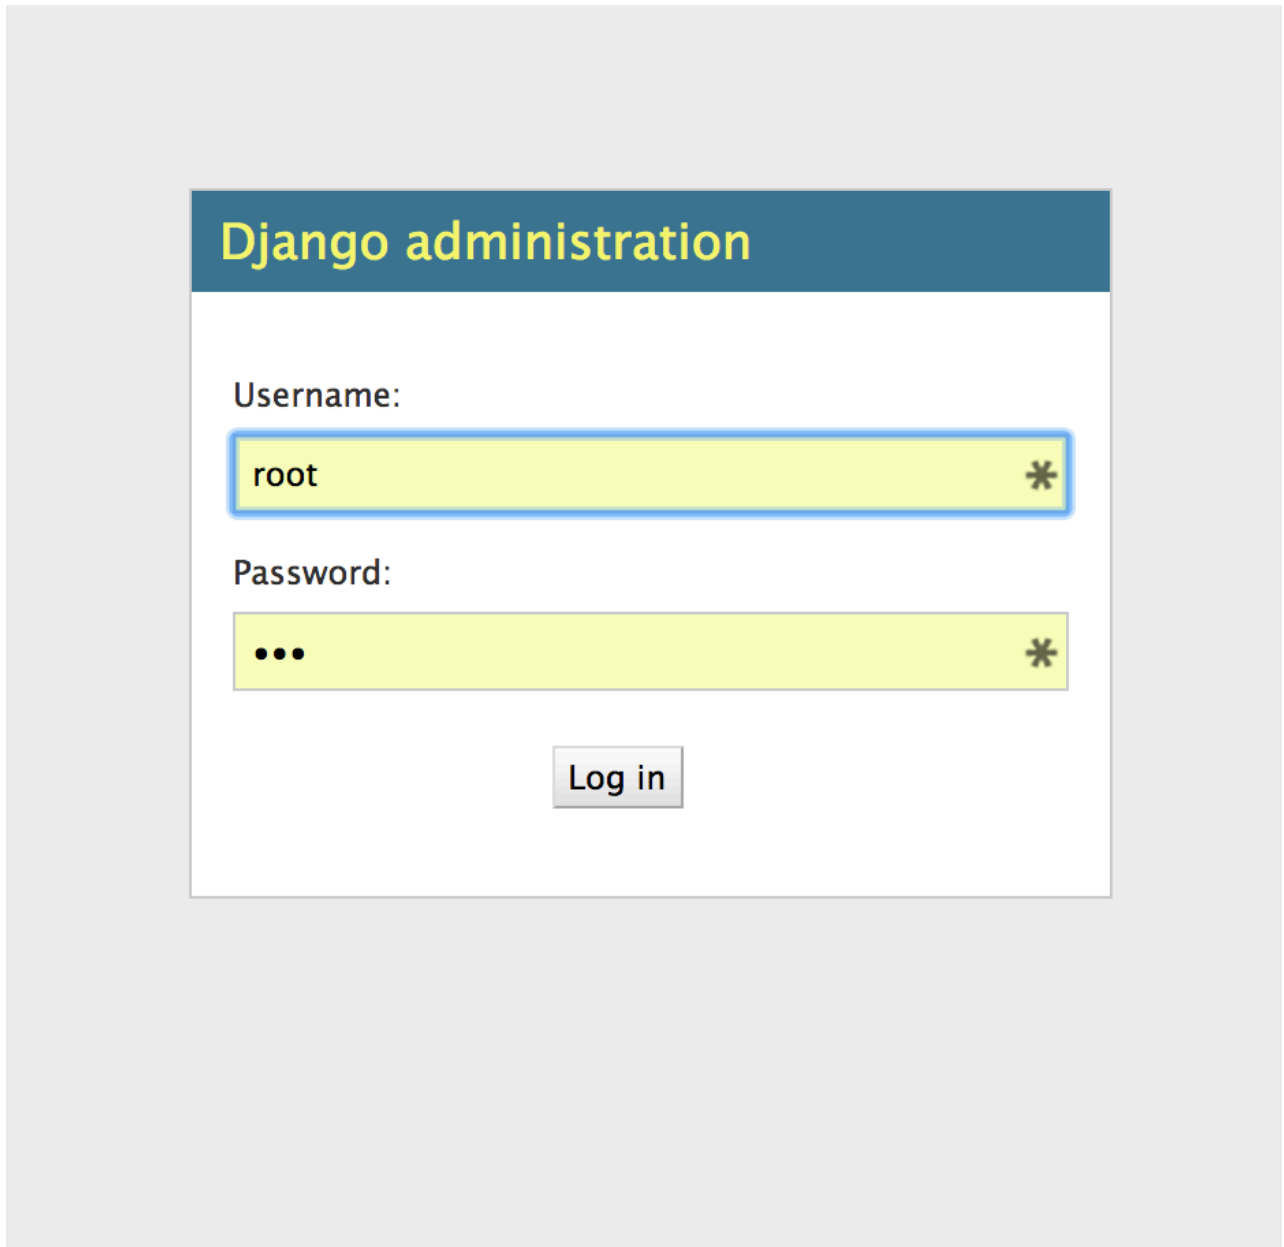 Django administration
Username:
root
Password:
•••
Log in